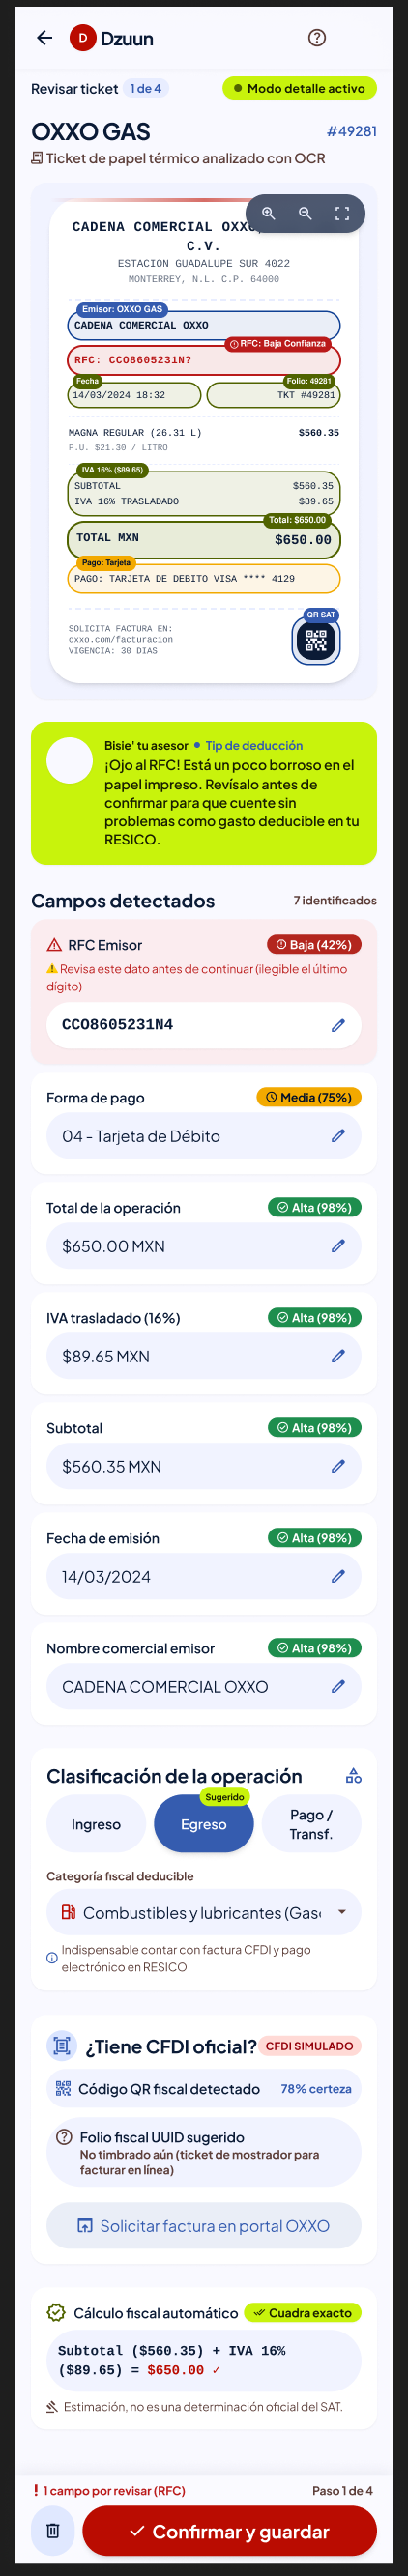 D Dzuun
Revisar ticket 1 de 4 Modo detalle activo
OXXO GAS #49281
Ticket de papel térmico analizado con OCR
CADENA COMERCIAL OXXO
C.V.
ESTACION GUADALUPE SUR 4022
MONTERREY, N.L. C.P. 64000
Emisor: OXXO GAS
CADENA COMERCIAL OXXO
RFC: Baja Confianza
RFC: CCO8605231N?
Fecha Folio: 49281
14/03/2024 18:32 TKT #49281
MAGNA REGULAR (26.31 L) $560.35
P.U. $21.30 / LITRO
IVA 16% ($89.65)
SUBTOTAL $560.35
IVA 16% TRASLADADO $89.65
Total: $650.00
TOTAL MXN $650.00
Pago: Tarjeta
PAGO: TARJETA DE DEBITO VISA **** 4129
QR SAT
SOLICITA FACTURA EN:
oxxo.com/facturacion
VIGENCIA: 30 DIAS
Bisie' tu asesor • Tip de deducción
¡Ojo al RFC! Está un poco borroso en el
papel impreso. Revísalo antes de
confirmar para que cuente sin
problemas como gasto deducible en tu
RESICO.
Campos detectados 7 identificados
RFC Emisor Baja (42%)
Revisa este dato antes de continuar (ilegible el último
dígito)
CCO8605231N4
Forma de pago Media (75%)
04 - Tarjeta de Débito
Total de la operación Alta (98%)
$650.00 MXN
IVA trasladado (16%) Alta (98%)
$89.65 MXN
Subtotal Alta (98%)
$560.35 MXN
Fecha de emisión Alta (98%)
14/03/2024
Nombre comercial emisor Alta (98%)
CADENA COMERCIAL OXXO
Clasificación de la operación
Sugerido
Ingreso Egreso Pago /
Transf.
Categoría fiscal deducible
Combustibles y lubricantes (Gas
Indispensable contar con factura CFDI y pago
electrónico en RESICO.
¿Tiene CFDI oficial? CFDI SIMULADO
Código QR fiscal detectado 78% certeza
Folio fiscal UUID sugerido
No timbrado aún (ticket de mostrador para
facturar en línea)
Solicitar factura en portal OXXO
Cálculo fiscal automático Cuadra exacto
Subtotal ($560.35) + IVA 16%
($89.65) = $650.00 ✓
Estimación, no es una determinación oficial del SAT.
1 campo por revisar (RFC) Paso 1 de 4
Confirmar y guardar